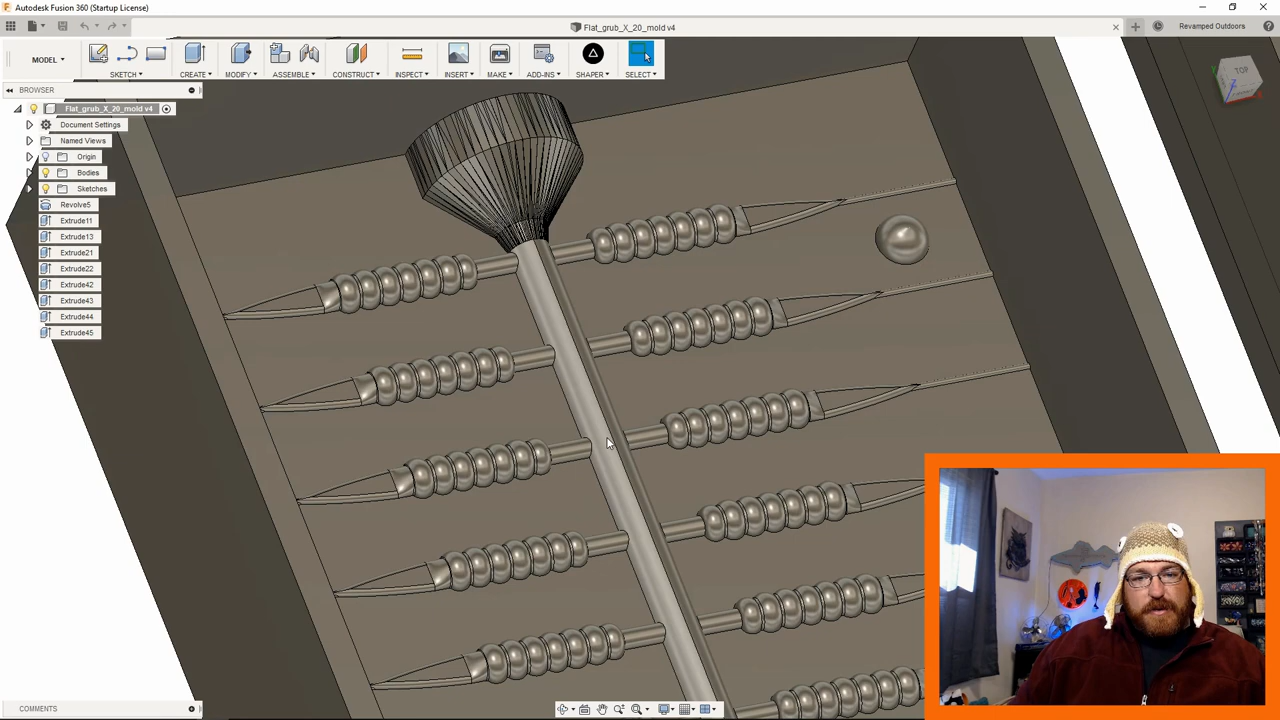 Autodesk Fusion 360 (Startup License)
Flat_grub_X_20_mold v4
Revamped Outdoors
MODEL
SKETCH
CREATE
MODIFY
ASSEMBLE
CONSTRUCT
INSPECT
INSERT
MAKE
ADD-INS
SHAPER
SELECT
BROWSER
TOP
Flat_grub_X_20_mold v4
Document Settings
Named Views
Origin
Bodies
Sketches
Revolve5
Extrude11
Extrude13
Extrude21
Extrude22
Extrude42
Extrude43
Extrude44
Extrude45
COMMENTS